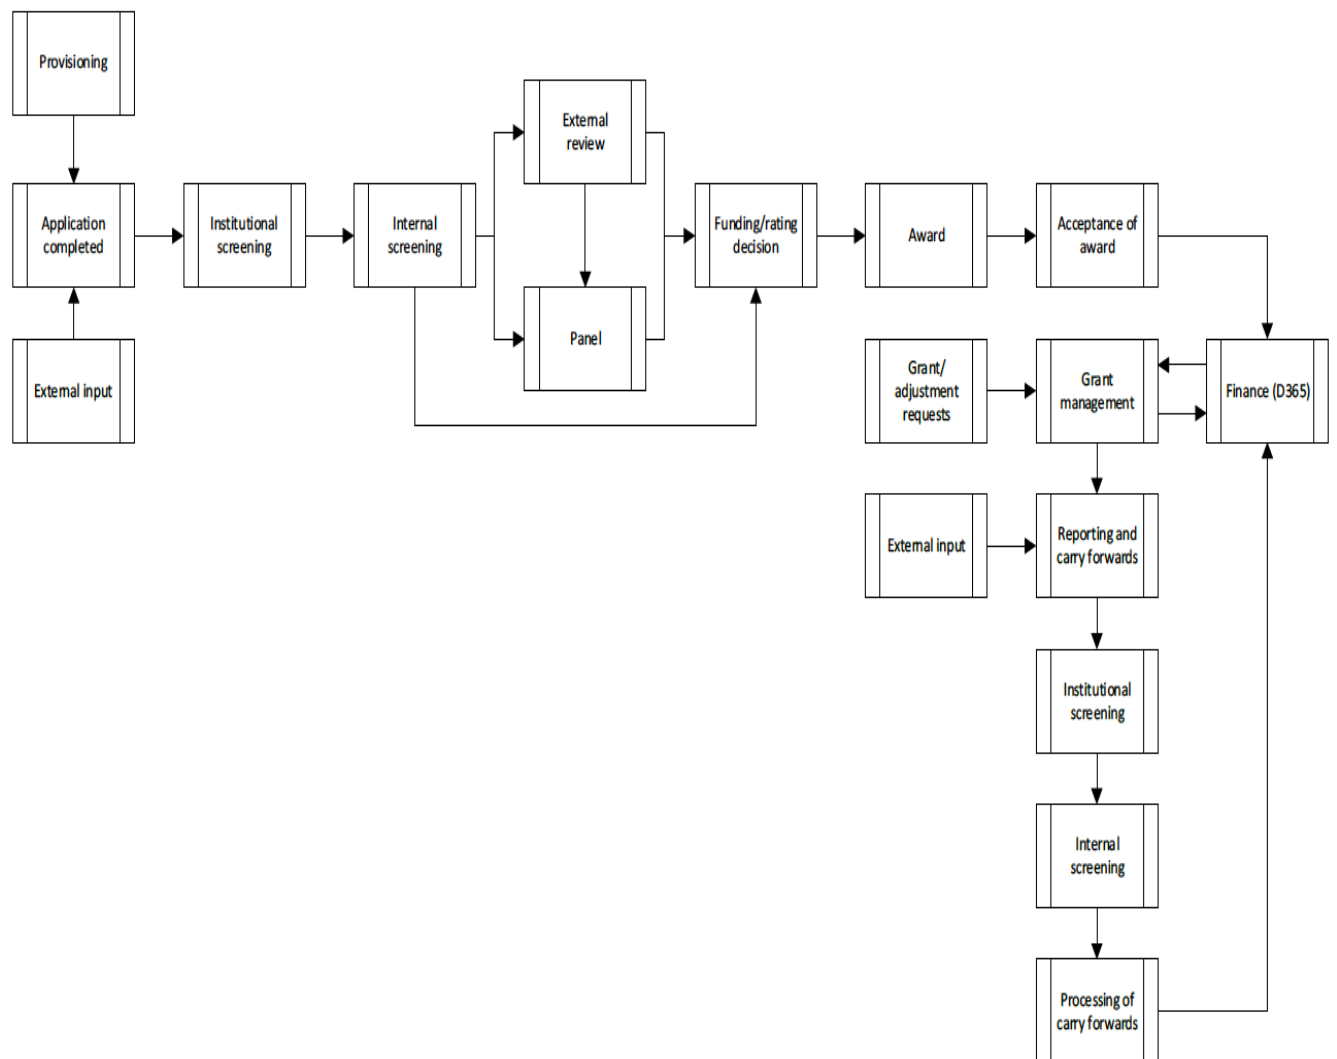 Provisioning
External
review
Application
completed
Institutional
screening
Internal
screening
Funding/rating
decision
Award
Acceptance of
award
Panel
External input
Grant/
adjustment
requests
Grant
management
Finance (D365)
External input
Reporting and
carry forwards
Institutional
screening
Internal
screening
Processing of
carry forwards